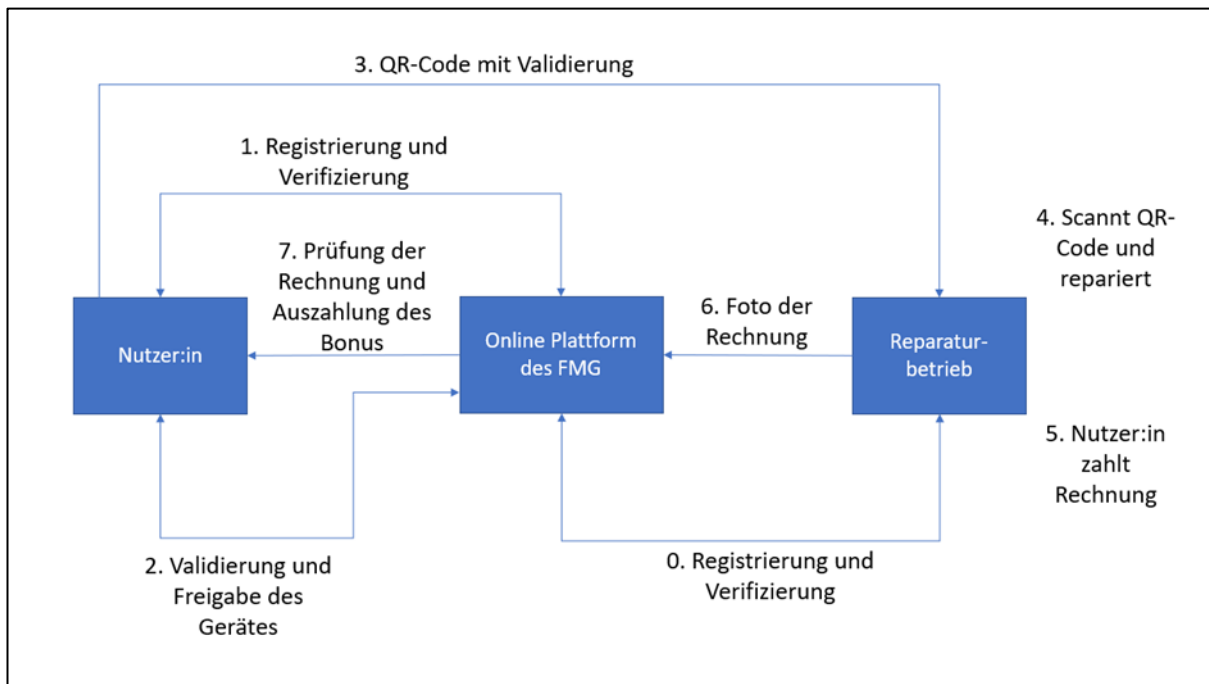 3. QR-Code mit Validierung
1. Registrierung und
Verifizierung
4. Scannt QR-
Code und
repariert
7. Prüfung der
Rechnung und
Auszahlung des
Bonus
6. Foto der
Rechnung
Nutzer:in
Online Plattform
des FMG
Reparatur-
betrieb
5. Nutzer:in
zahlt
Rechnung
2. Validierung und
Freigabe des
Gerätes
0. Registrierung und
Verifizierung